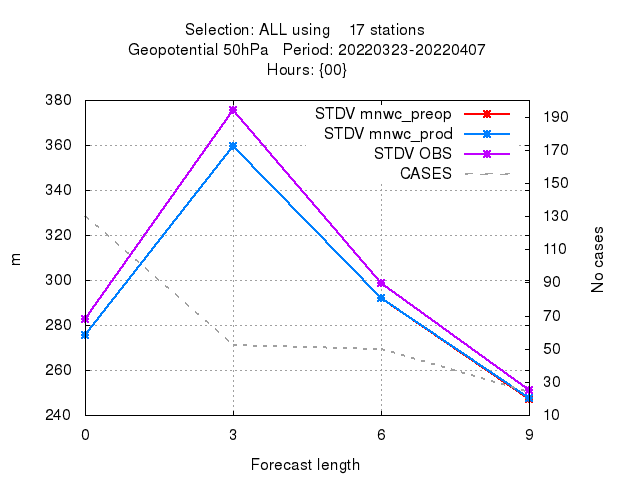 Selection: ALL using    17 stations
Geopotential 50hPa   Period: 20220323-20220407
Hours: {00}
STDV mnwc_preop
STDV mnwc_prod
STDV OBS
CASES
380
360
340
320
300
280
260
240
190
170
150
130
110
90
70
50
30
10
m
No cases
0 3 6 9
Forecast length